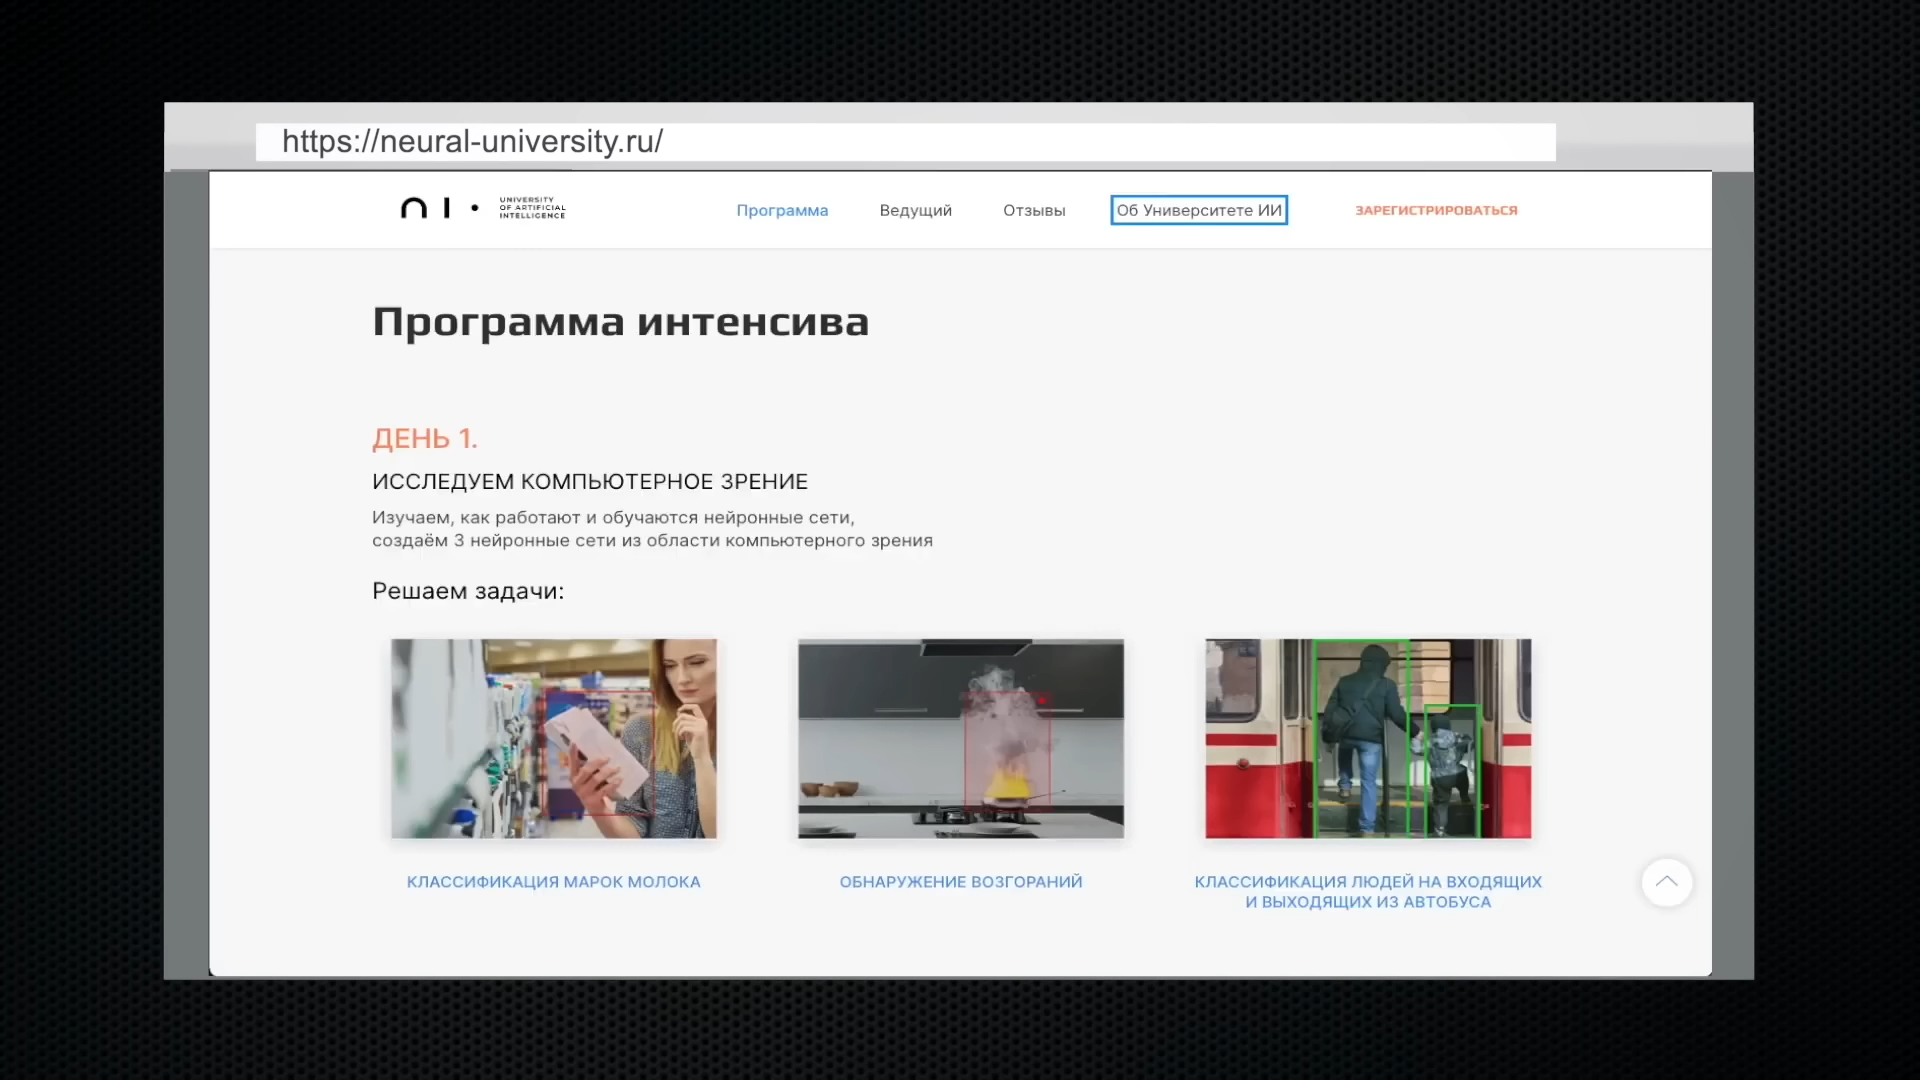 https://neural-university.ru/
UNIVERSITY
OF ARTIFICIAL
INTELLIGENCE
Программа
Ведущий
Отзывы
Об Университете ИИ
ЗАРЕГИСТРИРОВАТЬСЯ
Программа интенсива
ДЕНЬ 1.
ИССЛЕДУЕМ КОМПЬЮТЕРНОЕ ЗРЕНИЕ
Изучаем, как работают и обучаются нейронные сети,
создаём 3 нейронные сети из области компьютерного зрения
Решаем задачи:
КЛАССИФИКАЦИЯ МАРОК МОЛОКА
ОБНАРУЖЕНИЕ ВОЗГОРАНИЙ
КЛАССИФИКАЦИЯ ЛЮДЕЙ НА ВХОДЯЩИХ
И ВЫХОДЯЩИХ ИЗ АВТОБУСА